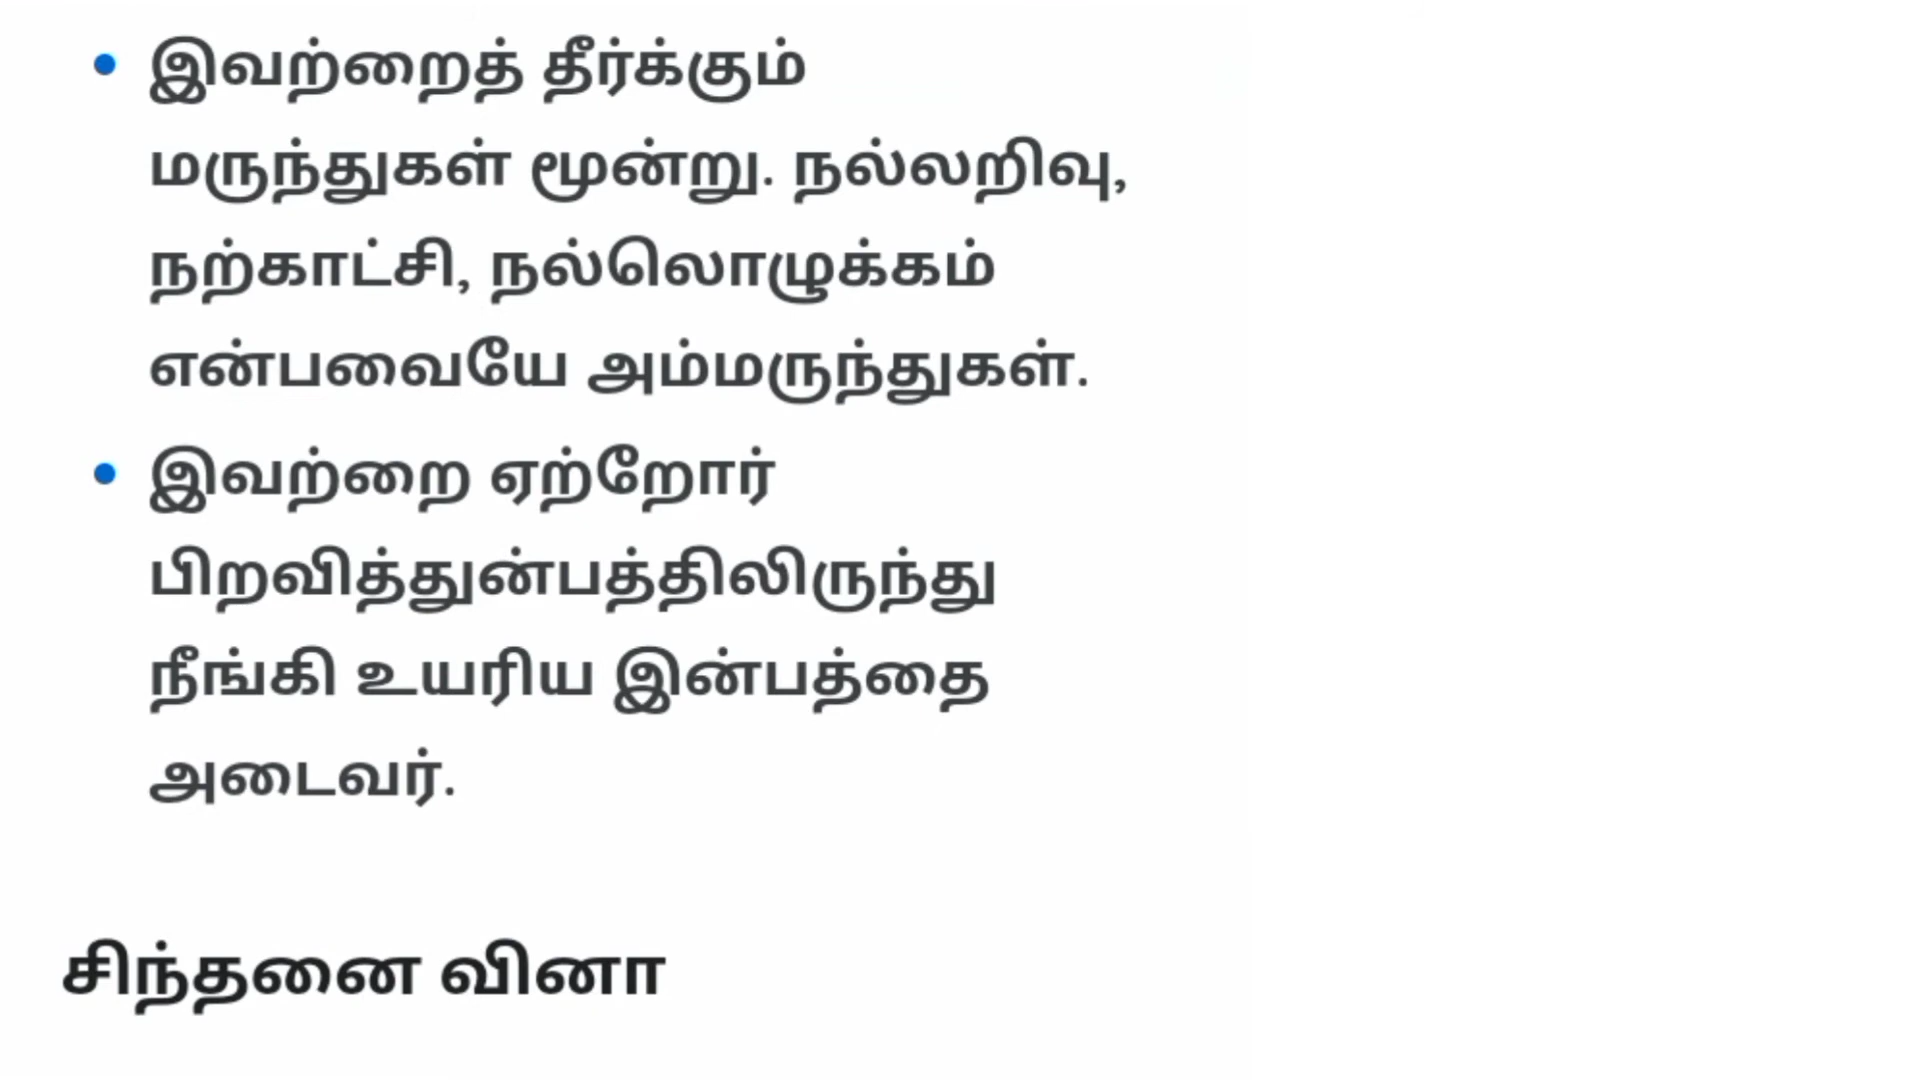 • இவற்றைத் தீர்க்கும்
மருந்துகள் மூன்று. நல்லறிவு,
நற்காட்சி, நல்லொழுக்கம்
என்பவையே அம்மருந்துகள்.
• இவற்றை ஏற்றோர்
பிறவித்துன்பத்திலிருந்து
நீங்கி உயரிய இன்பத்தை
அடைவர்.
சிந்தனை வினா